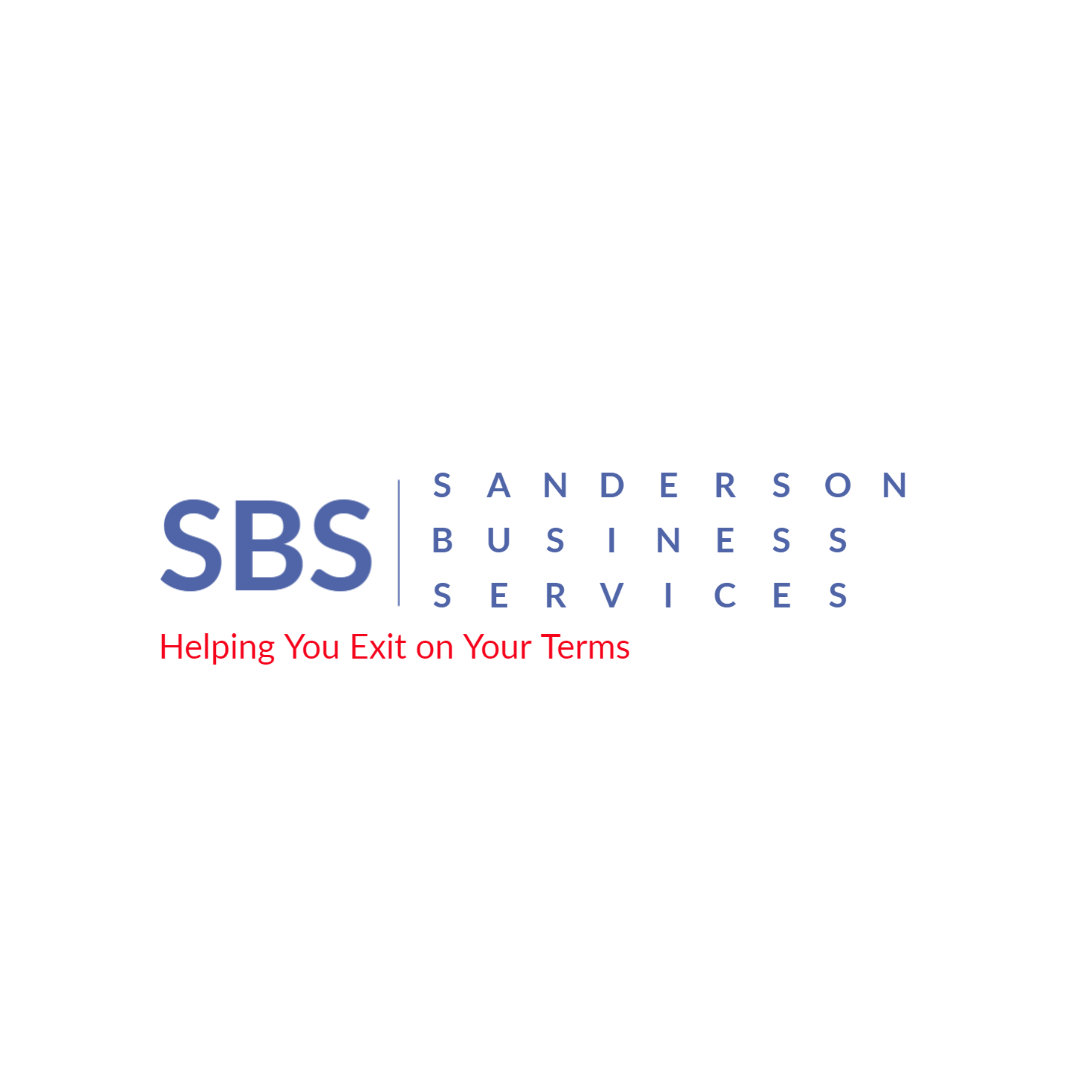 SBS
SANDERSON
BUSINESS
SERVICES
Helping You Exit on Your Terms